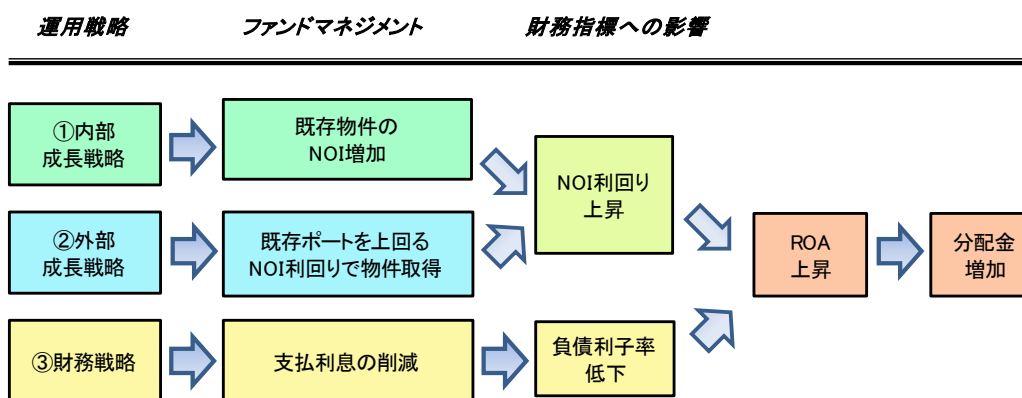 運用戦略
ファンドマネジメント
財務指標への影響
①内部
成長戦略
既存物件の
NOI増加
NOI利回り
上昇
②外部
成長戦略
既存ポートを上回る
NOI利回りで物件取得
ROA
上昇
分配金
増加
③財務戦略
支払利息の削減
負債利子率
低下